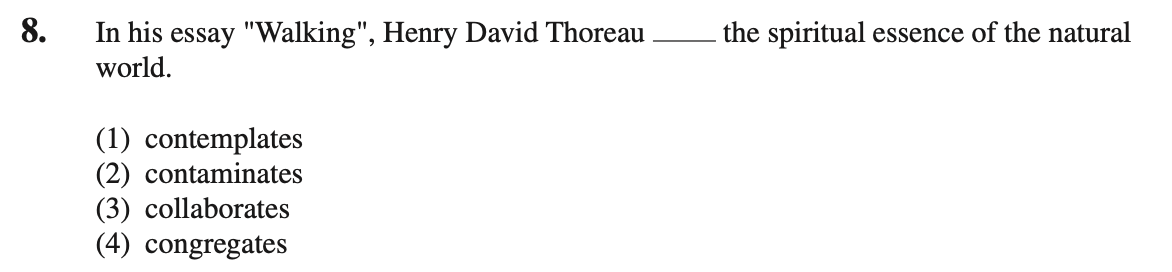 8. In his essay "Walking", Henry David Thoreau ____ the spiritual essence of the natural
world.
(1) contemplates
(2) contaminates
(3) collaborates
(4) congregates